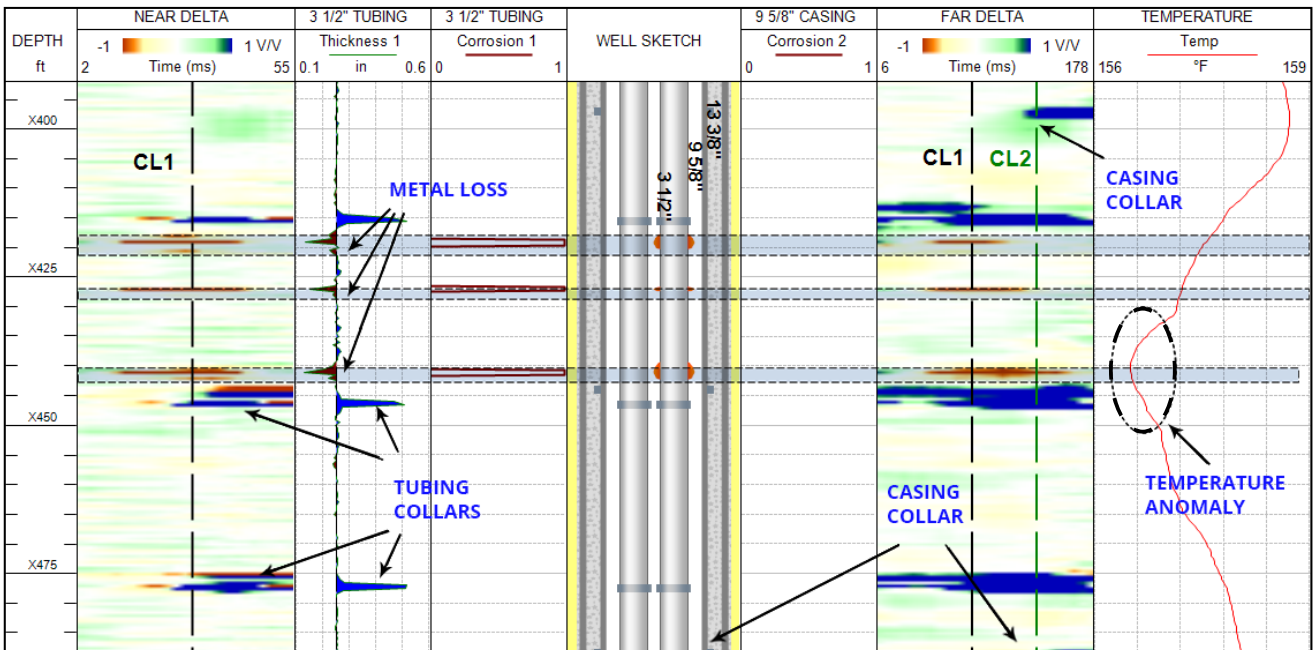 NEAR DELTA
3 1/2" TUBING
3 1/2" TUBING
9 5/8" CASING
FAR DELTA
TEMPERATURE
DEPTH
ft
-1
1 V/V
2
Time (ms)
55
Thickness 1
0.1
in
0.6
Corrosion 1
0
1
WELL SKETCH
Corrosion 2
0
1
-1
1 V/V
6
Time (ms)
178
Temp
156
°F
159
X400
13 3/8"
9 5/8"
3 1/2"
CL1
CL1
CL2
CASING
COLLAR
METAL LOSS
X425
X450
TUBING
COLLARS
CASING
COLLAR
TEMPERATURE
ANOMALY
X475